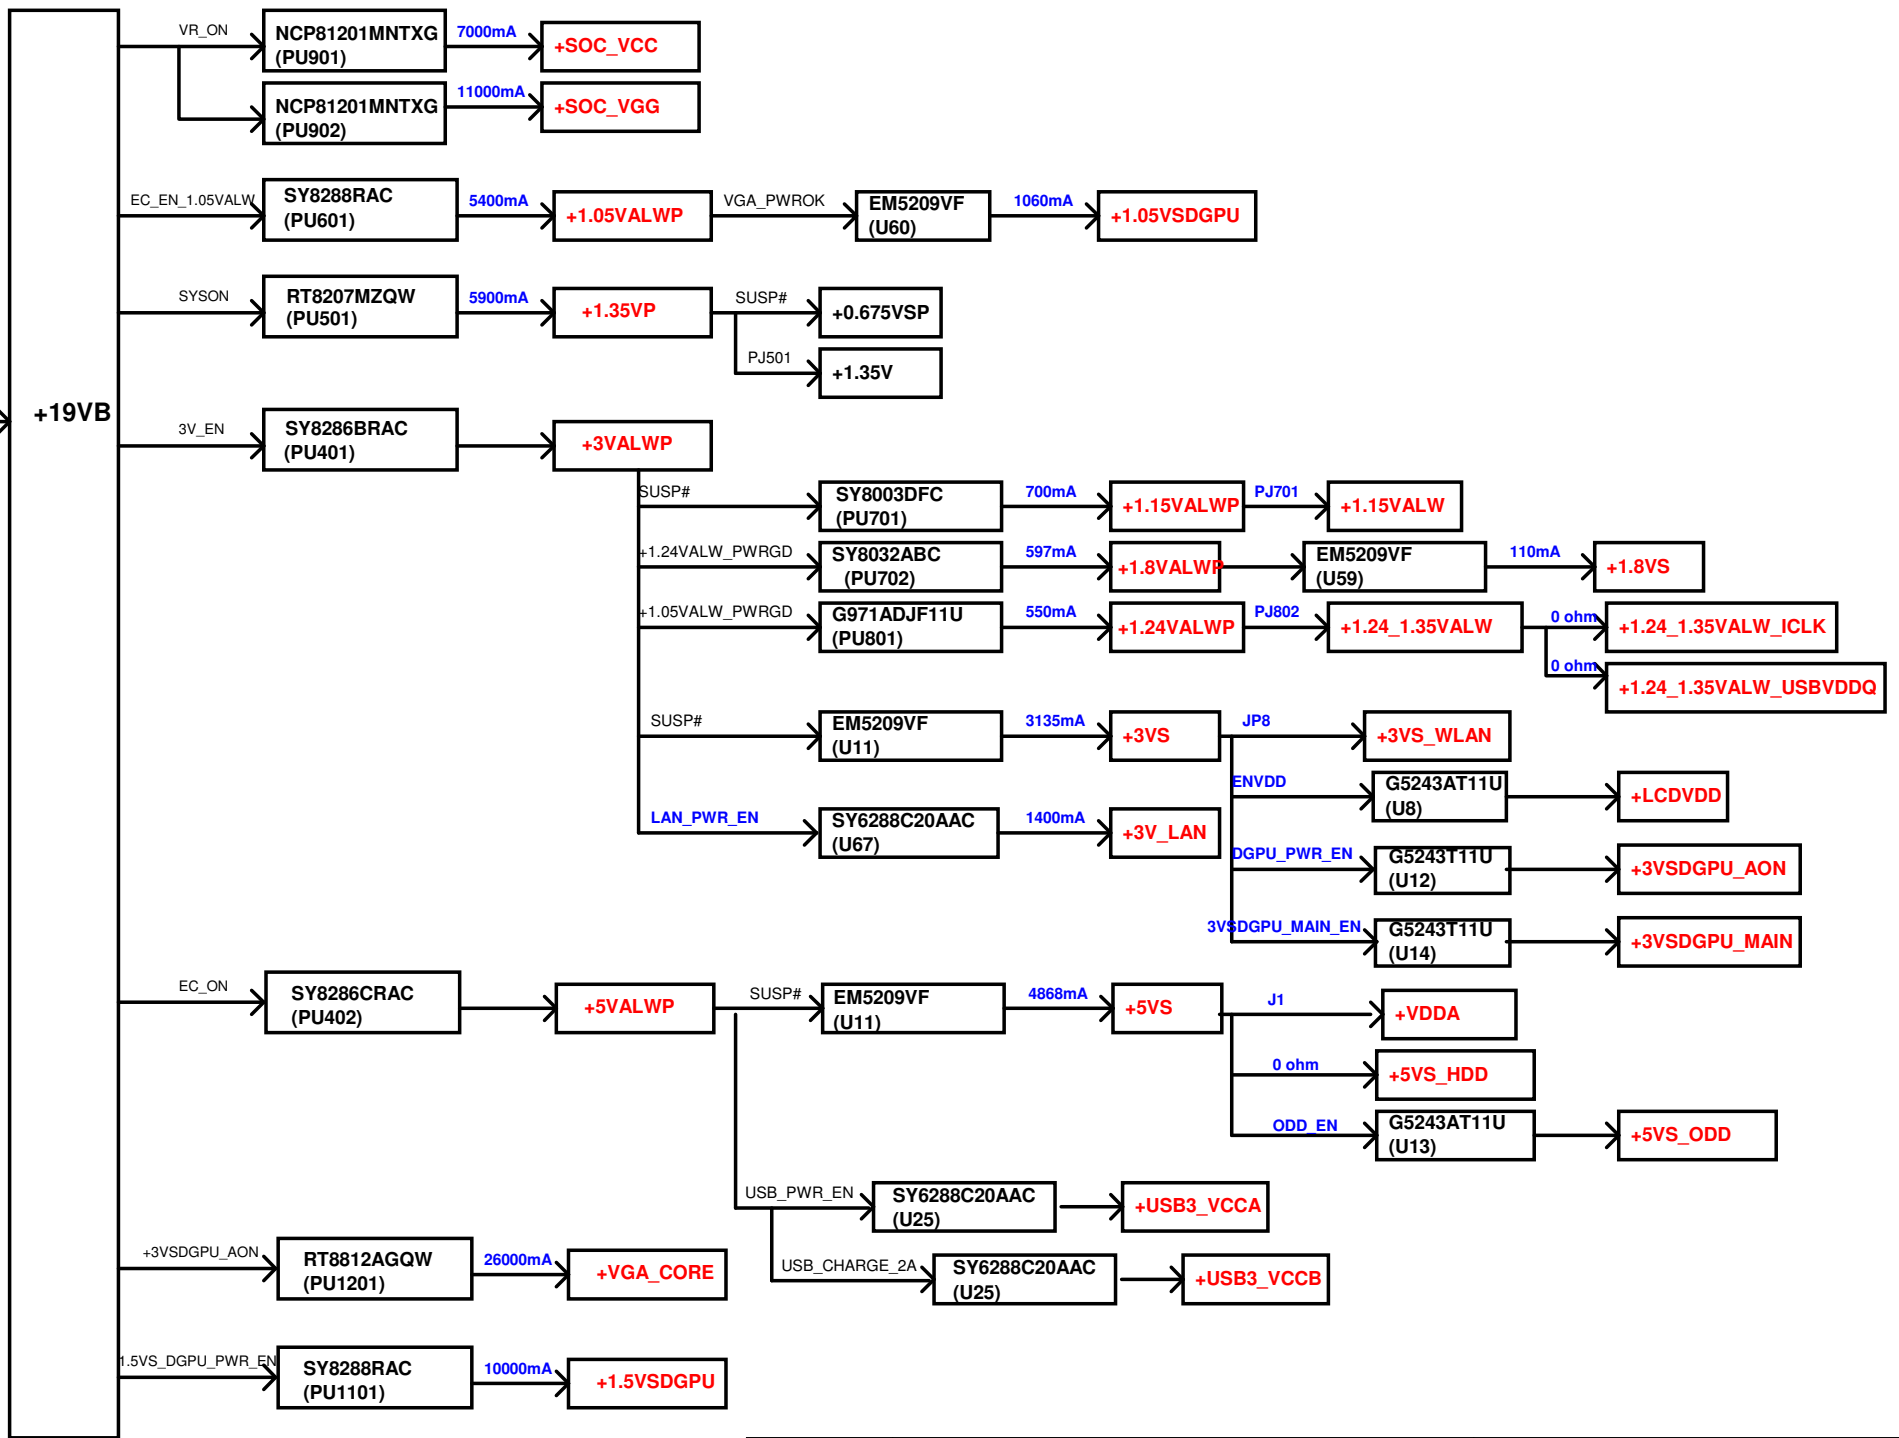 VR_ON
NCP81201MNTXG
(PU901)
7000mA
+SOC_VCC
NCP81201MNTXG
(PU902)
11000mA
+SOC_VGG
EC_EN_1.05VALW
SY8288RAC
(PU601)
5400mA
+1.05VALWP
VGA_PWROK
EM5209VF
(U60)
1060mA
+1.05VSDGPU
SYSON
RT8207MZQW
(PU501)
5900mA
+1.35VP
SUSP#
+0.675VSP
PJ501
+1.35V
+19VB
3V_EN
SY8286BRAC
(PU401)
+3VALWP
SUSP#
SY8003DFC
(PU701)
700mA
+1.15VALWP
PJ701
+1.15VALW
+1.24VALW_PWRGD
SY8032ABC
(PU702)
597mA
+1.8VALWP
EM5209VF
(U59)
110mA
+1.8VS
+1.05VALW_PWRGD
G971ADJF11U
(PU801)
550mA
+1.24VALWP
PJ802
+1.24_1.35VALW
0 ohm
+1.24_1.35VALW_ICLK
0 ohm
+1.24_1.35VALW_USBVDDQ
SUSP#
EM5209VF
(U11)
3135mA
+3VS
JP8
+3VS_WLAN
ENVDD
G5243AT11U
(U8)
+LCDVDD
LAN_PWR_EN
SY6288C20AAC
(U67)
1400mA
+3V_LAN
DGPU_PWR_EN
G5243T11U
(U12)
+3VSDGPU_AON
3VSDGPU_MAIN_EN
G5243T11U
(U14)
+3VSDGPU_MAIN
EC_ON
SY8286CRAC
(PU402)
+5VALWP
SUSP#
EM5209VF
(U11)
4868mA
+5VS
J1
+VDDA
0 ohm
+5VS_HDD
ODD_EN
G5243AT11U
(U13)
+5VS_ODD
USB_PWR_EN
SY6288C20AAC
(U25)
+USB3_VCCA
USB_CHARGE_2A
SY6288C20AAC
(U25)
+USB3_VCCB
+3VSDGPU_AON
RT8812AGQW
(PU1201)
26000mA
+VGA_CORE
1.5VS_DGPU_PWR_EN
SY8288RAC
(PU1101)
10000mA
+1.5VSDGPU